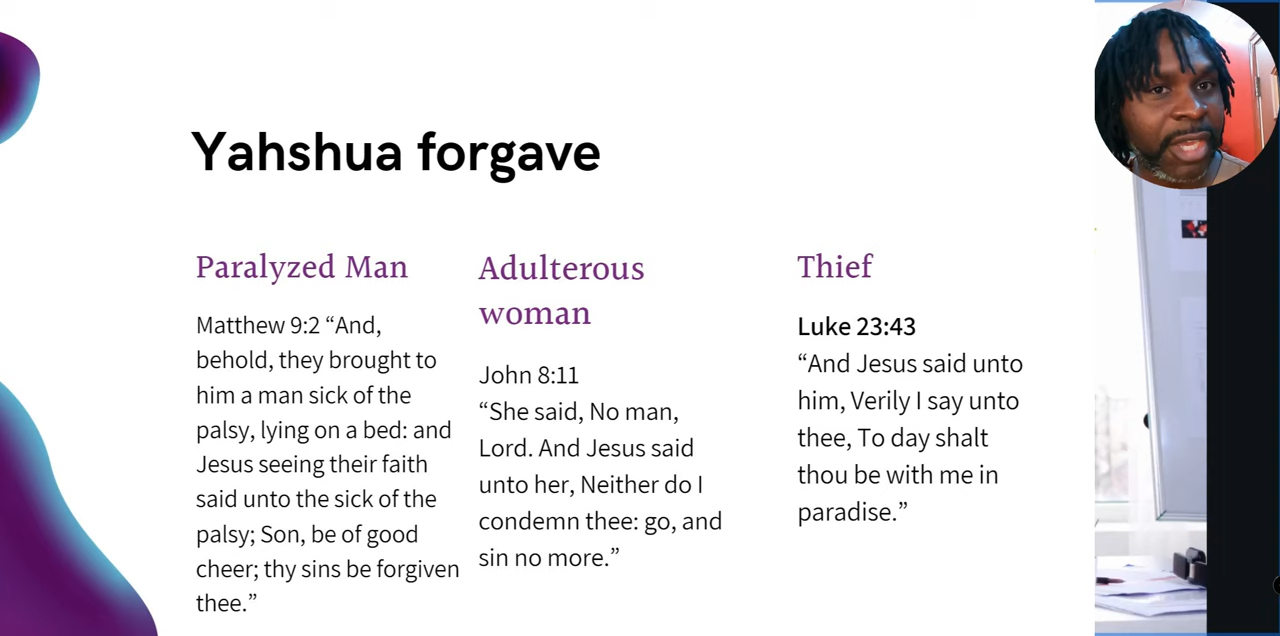 Yahshua forgave
Paralyzed Man
Matthew 9:2 “And,
behold, they brought to
him a man sick of the
palsy, lying on a bed: and
Jesus seeing their faith
said unto the sick of the
palsy; Son, be of good
cheer; thy sins be forgiven
thee.”
Adulterous
woman
John 8:11
“She said, No man,
Lord. And Jesus said
unto her, Neither do I
condemn thee: go, and
sin no more.”
Thief
Luke 23:43
“And Jesus said unto
him, Verily I say unto
thee, To day shalt
thou be with me in
paradise.”